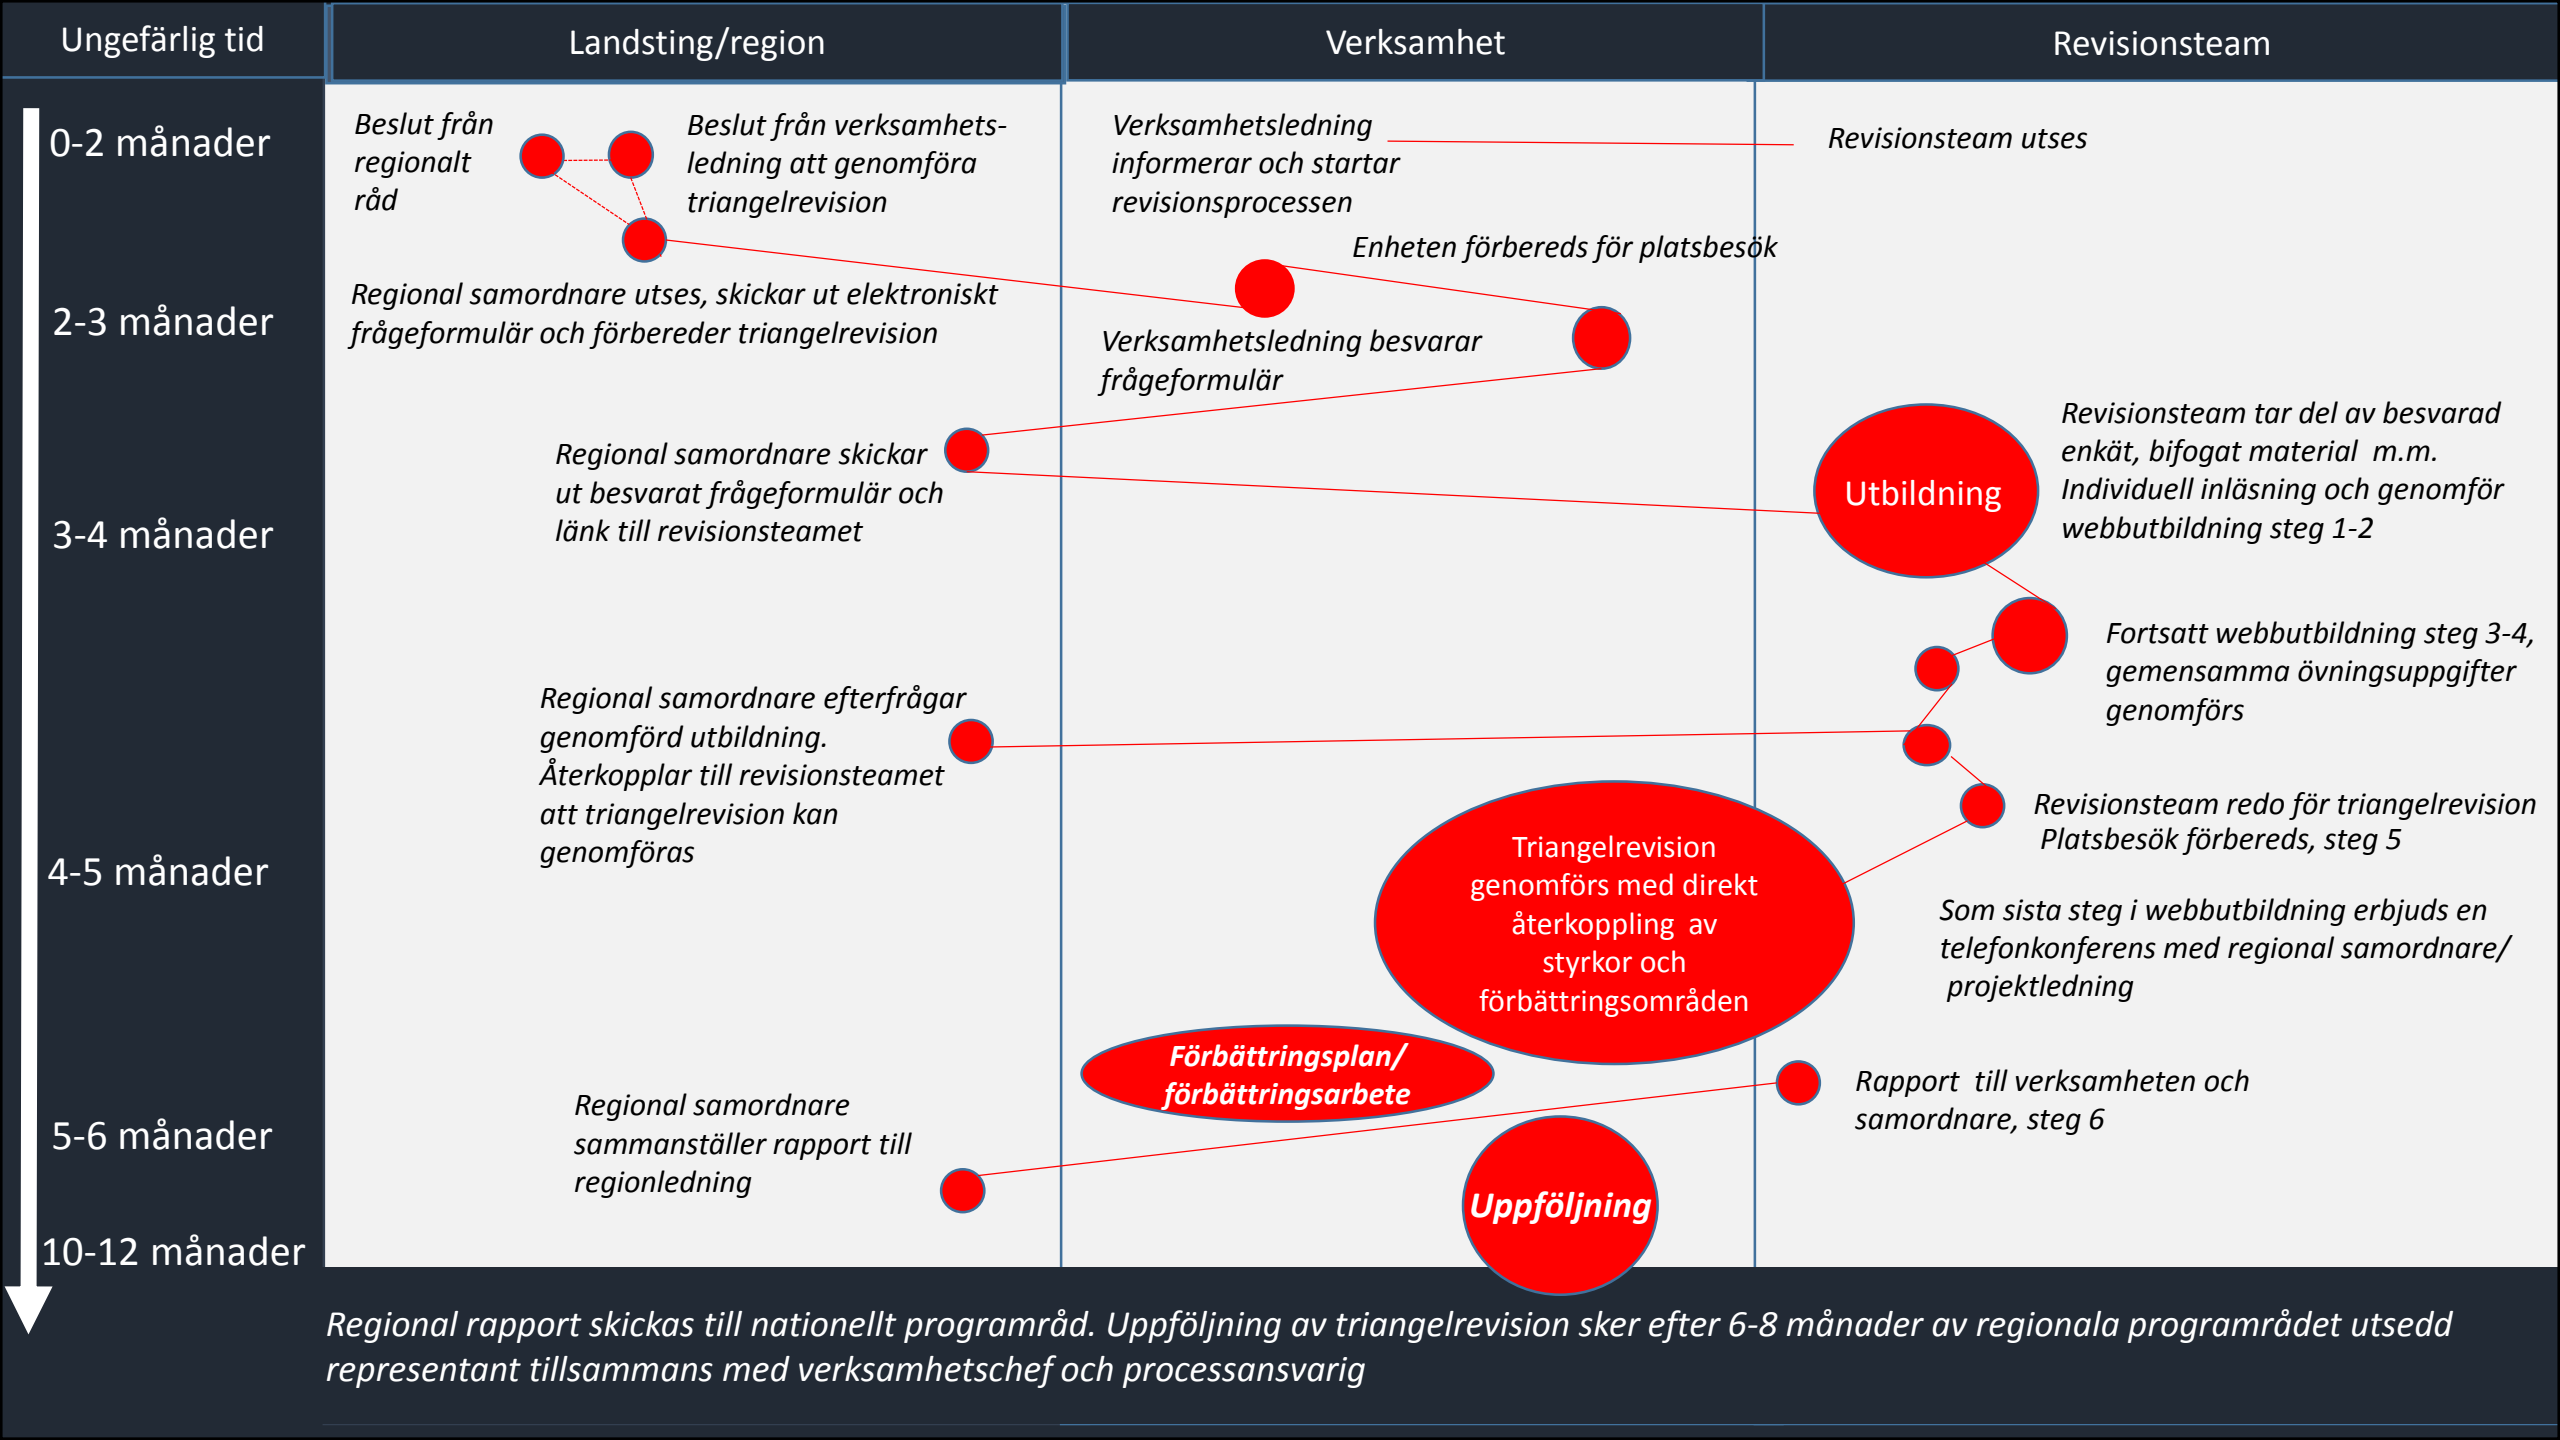 Ungefärlig tid
Landsting/region
Verksamhet
Revisionsteam
0-2 månader
Beslut från
regionalt
råd
Beslut från verksamhets-
ledning att genomföra
triangelrevision
Verksamhetsledning
informerar och startar
revisionsprocessen
Revisionsteam utses
Enheten förbereds för platsbesök
2-3 månader
Regional samordnare utses, skickar ut elektroniskt
frågeformulär och förbereder triangelrevision
Verksamhetsledning besvarar
frågeformulär
3-4 månader
Regional samordnare skickar
ut besvarat frågeformulär och
länk till revisionsteamet
Utbildning
Revisionsteam tar del av besvarad
enkät, bifogat material  m.m.
Individuell inläsning och genomför
webbutbildning steg 1-2
Fortsatt webbutbildning steg 3-4,
gemensamma övningsuppgifter
genomförs
Regional samordnare efterfrågar
genomförd utbildning.
Återkopplar till revisionsteamet
att triangelrevision kan
genomföras
Revisionsteam redo för triangelrevision
Platsbesök förbereds, steg 5
4-5 månader
Triangelrevision
genomförs med direkt
återkoppling  av
styrkor och
förbättringsområden
Som sista steg i webbutbildning erbjuds en
telefonkonferens med regional samordnare/
projektledning
Förbättringsplan/
förbättringsarbete
5-6 månader
Regional samordnare
sammanställer rapport till
regionledning
Rapport  till verksamheten och
samordnare, steg 6
Uppföljning
10-12 månader
Regional rapport skickas till nationellt programråd. Uppföljning av triangelrevision sker efter 6-8 månader av regionala programrådet utsedd
representant tillsammans med verksamhetschef och processansvarig